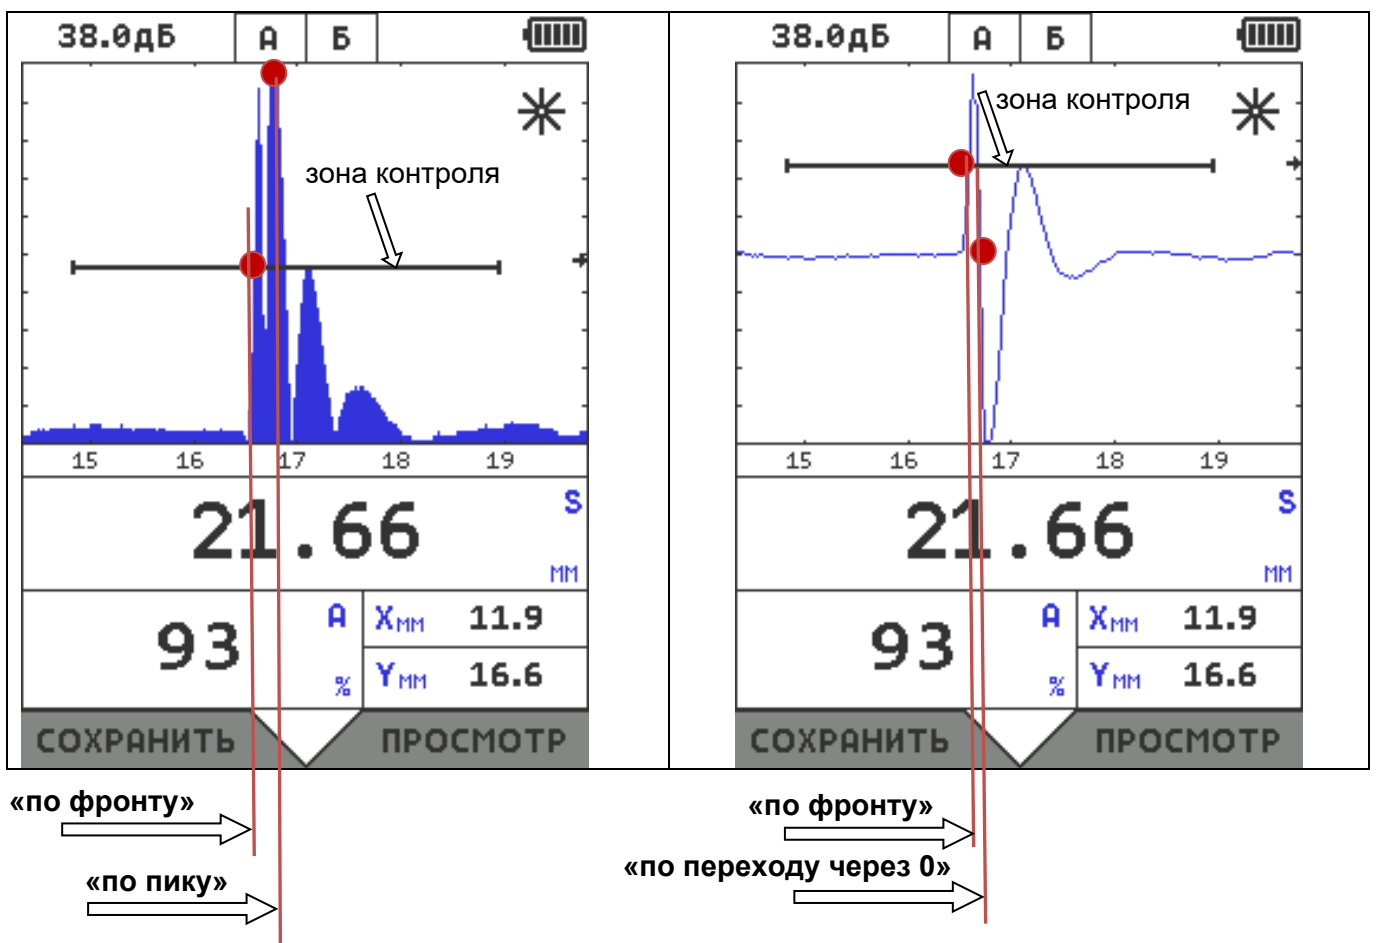 38.0дБ А Б
зона контроля
15 16 17 18 19
21.66 S
мм
93 А %
Xмм 11.9
Yмм 16.6
СОХРАНИТЬ ПРОСМОТР
«по фронту»
«по пику»
38.0дБ А Б
зона контроля
15 16 17 18 19
21.66 S
мм
93 А %
Xмм 11.9
Yмм 16.6
СОХРАНИТЬ ПРОСМОТР
«по фронту»
«по переходу через 0»